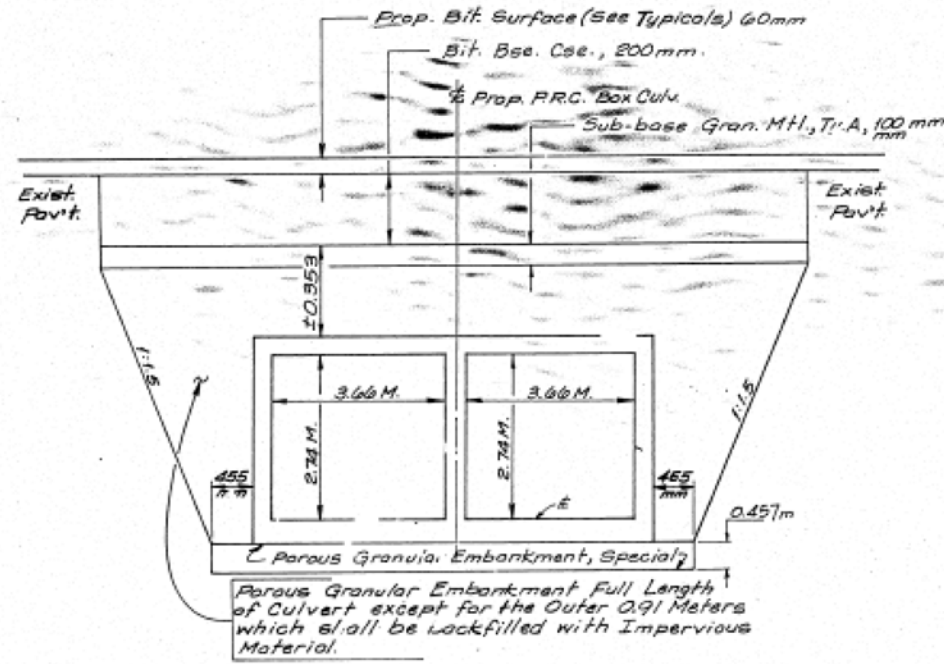 Prop. Bit. Surface (See Typicals) 60mm
Bit. Bse. Cse., 200mm.
℄ Prop. P.R.C. Box Culv.
Sub-base Gran. Mtl., Ty. A, 100 mm
mm
Exist.
Pav't.
Exist.
Pav't.
±0.353
1:1.5
1:1.5
3.66 M.
3.66 M.
2.74 M.
2.74 M.
455
465
mm
0.457m
Porous Granular Embankment, Special
Porous Granular Embankment Full Length
of Culvert except for the Outer 0.91 Meters
which shall be backfilled with Impervious
Material.